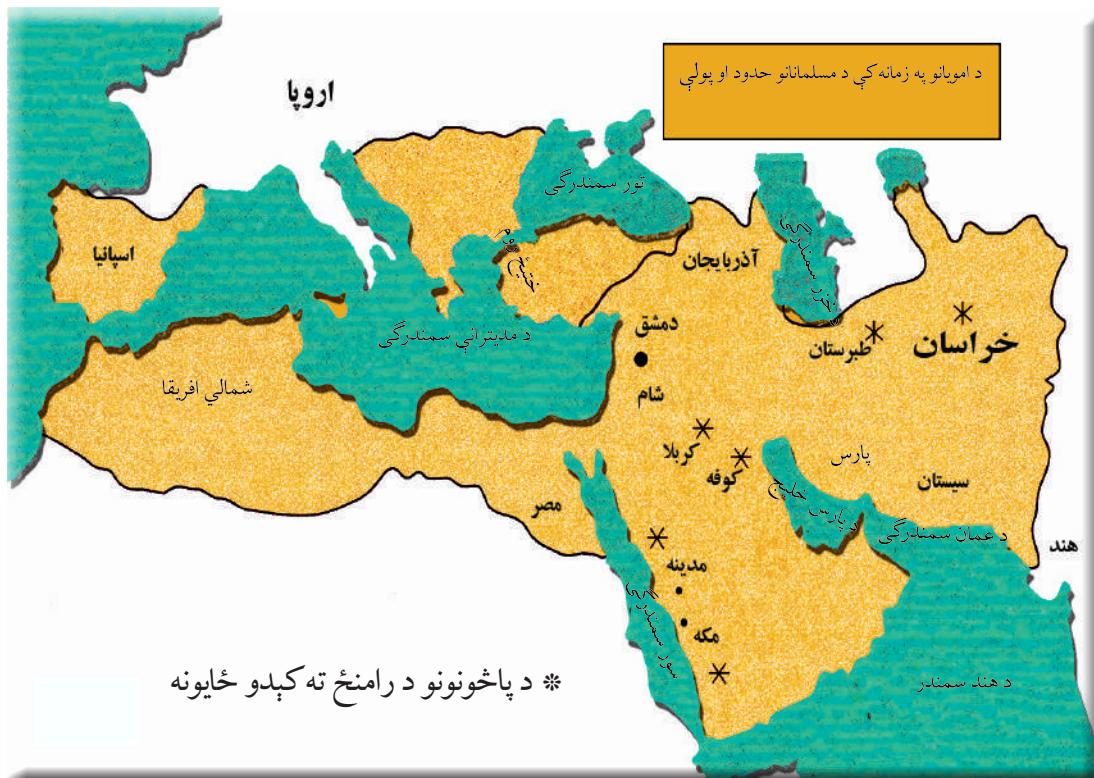 د امویانو په زمانه کې د مسلمانانو حدود او پولې
اروپا
تور سمندرگی
د خزر سمندرگی
آذربایجان
اسپانیا
ختیځ روم
دمشق
شام
د مدیترانې سمندرگی
طبرستان
خراسان
شمالي افریقا
کربلا
کوفه
پارس
سیستان
د پارس خلیج
مصر
د عمان سمندرگی
هند
مدینه
مکه
سور سمندرگی
د هند سمندر
* د پاڅونونو د رامنځ ته کېدو ځایونه